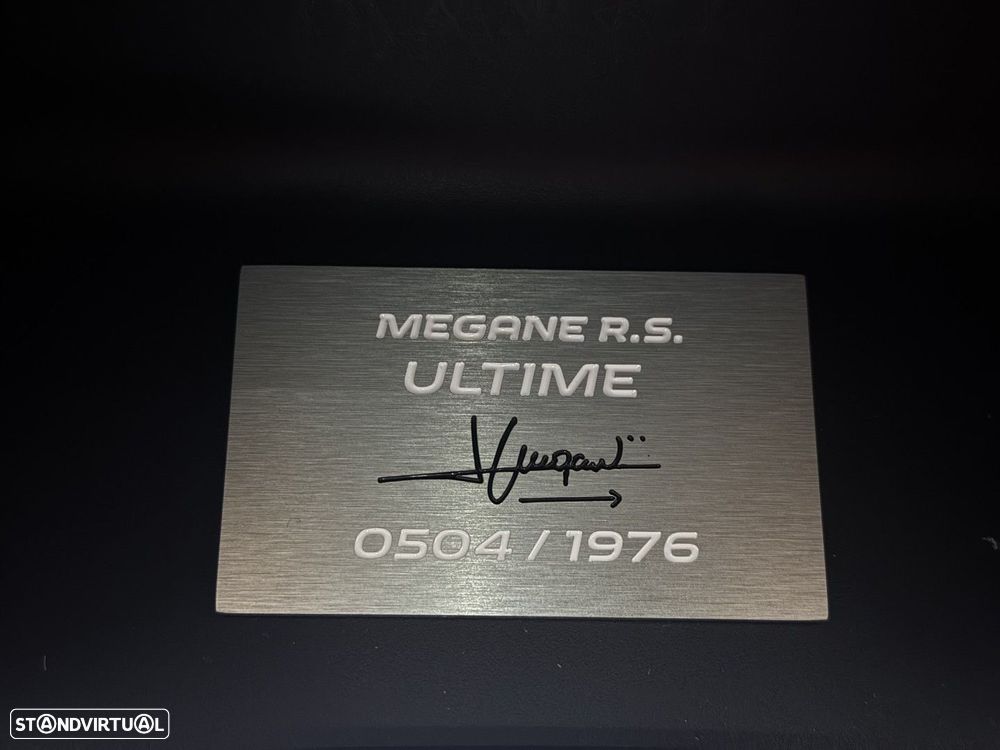 MEGANE R.S.
ULTIME
0504 / 1976
STANDVIRTUAL